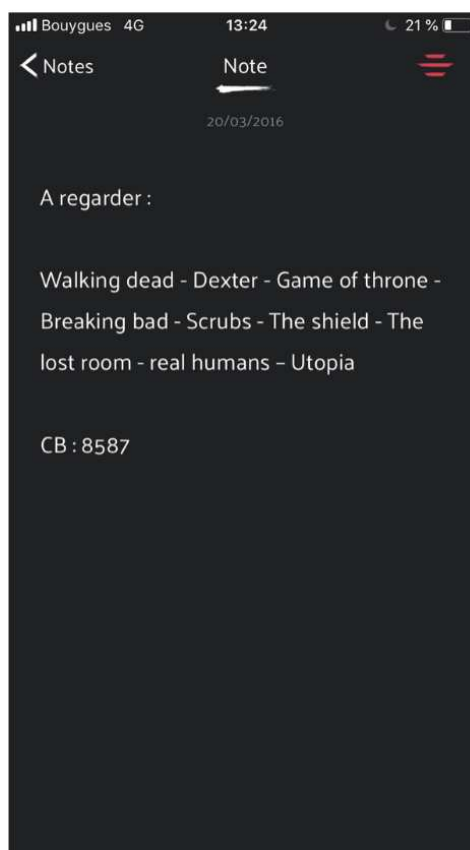 Bouygues 4G 13:24 21 %
Notes Note
20/03/2016
A regarder :
Walking dead - Dexter - Game of throne -
Breaking bad - Scrubs - The shield - The
lost room - real humans – Utopia
CB : 8587